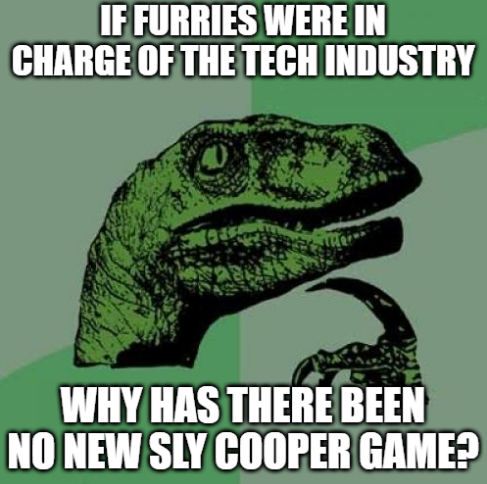 IF FURRIES WERE IN
CHARGE OF THE TECH INDUSTRY
WHY HAS THERE BEEN
NO NEW SLY COOPER GAME?